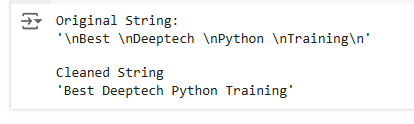 Original String:
'\nBest \nDeeptech \nPython \nTraining\n'
Cleaned String
'Best Deeptech Python Training'